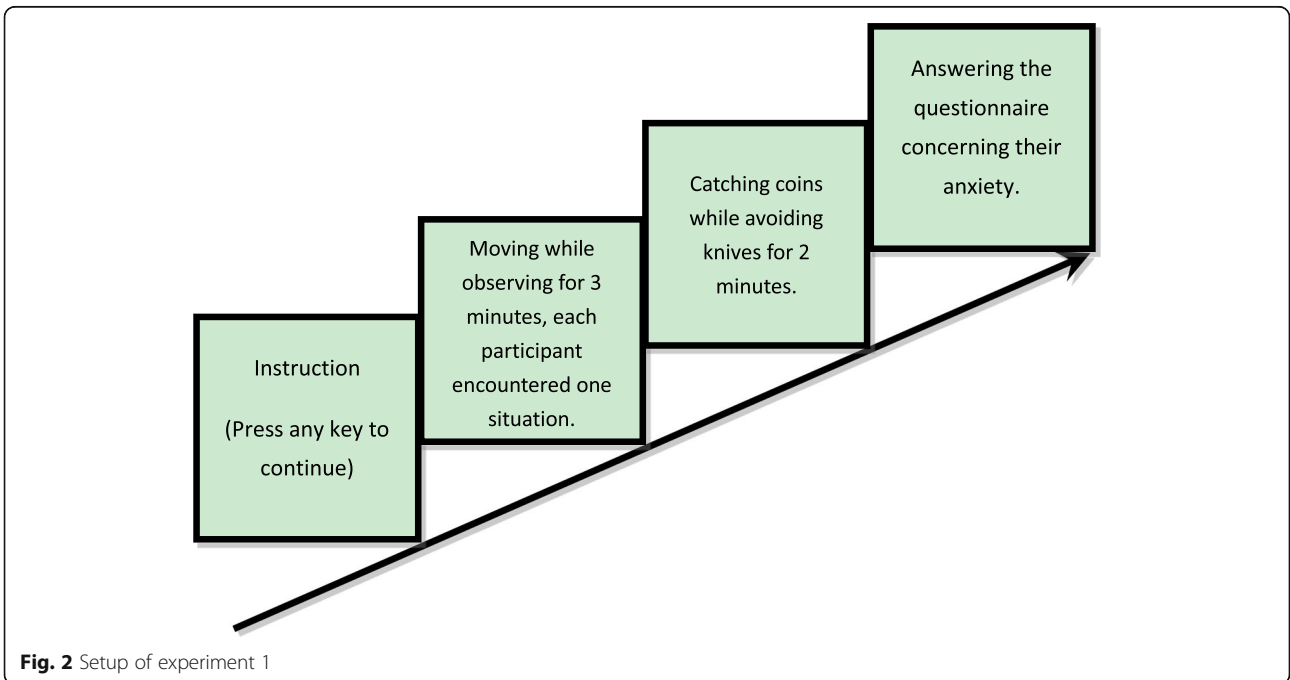 Instruction
(Press any key to
continue)
Moving while
observing for 3
minutes, each
participant
encountered one
situation.
Catching coins
while avoiding
knives for 2
minutes.
Answering the
questionnaire
concerning their
anxiety.
Fig. 2 Setup of experiment 1